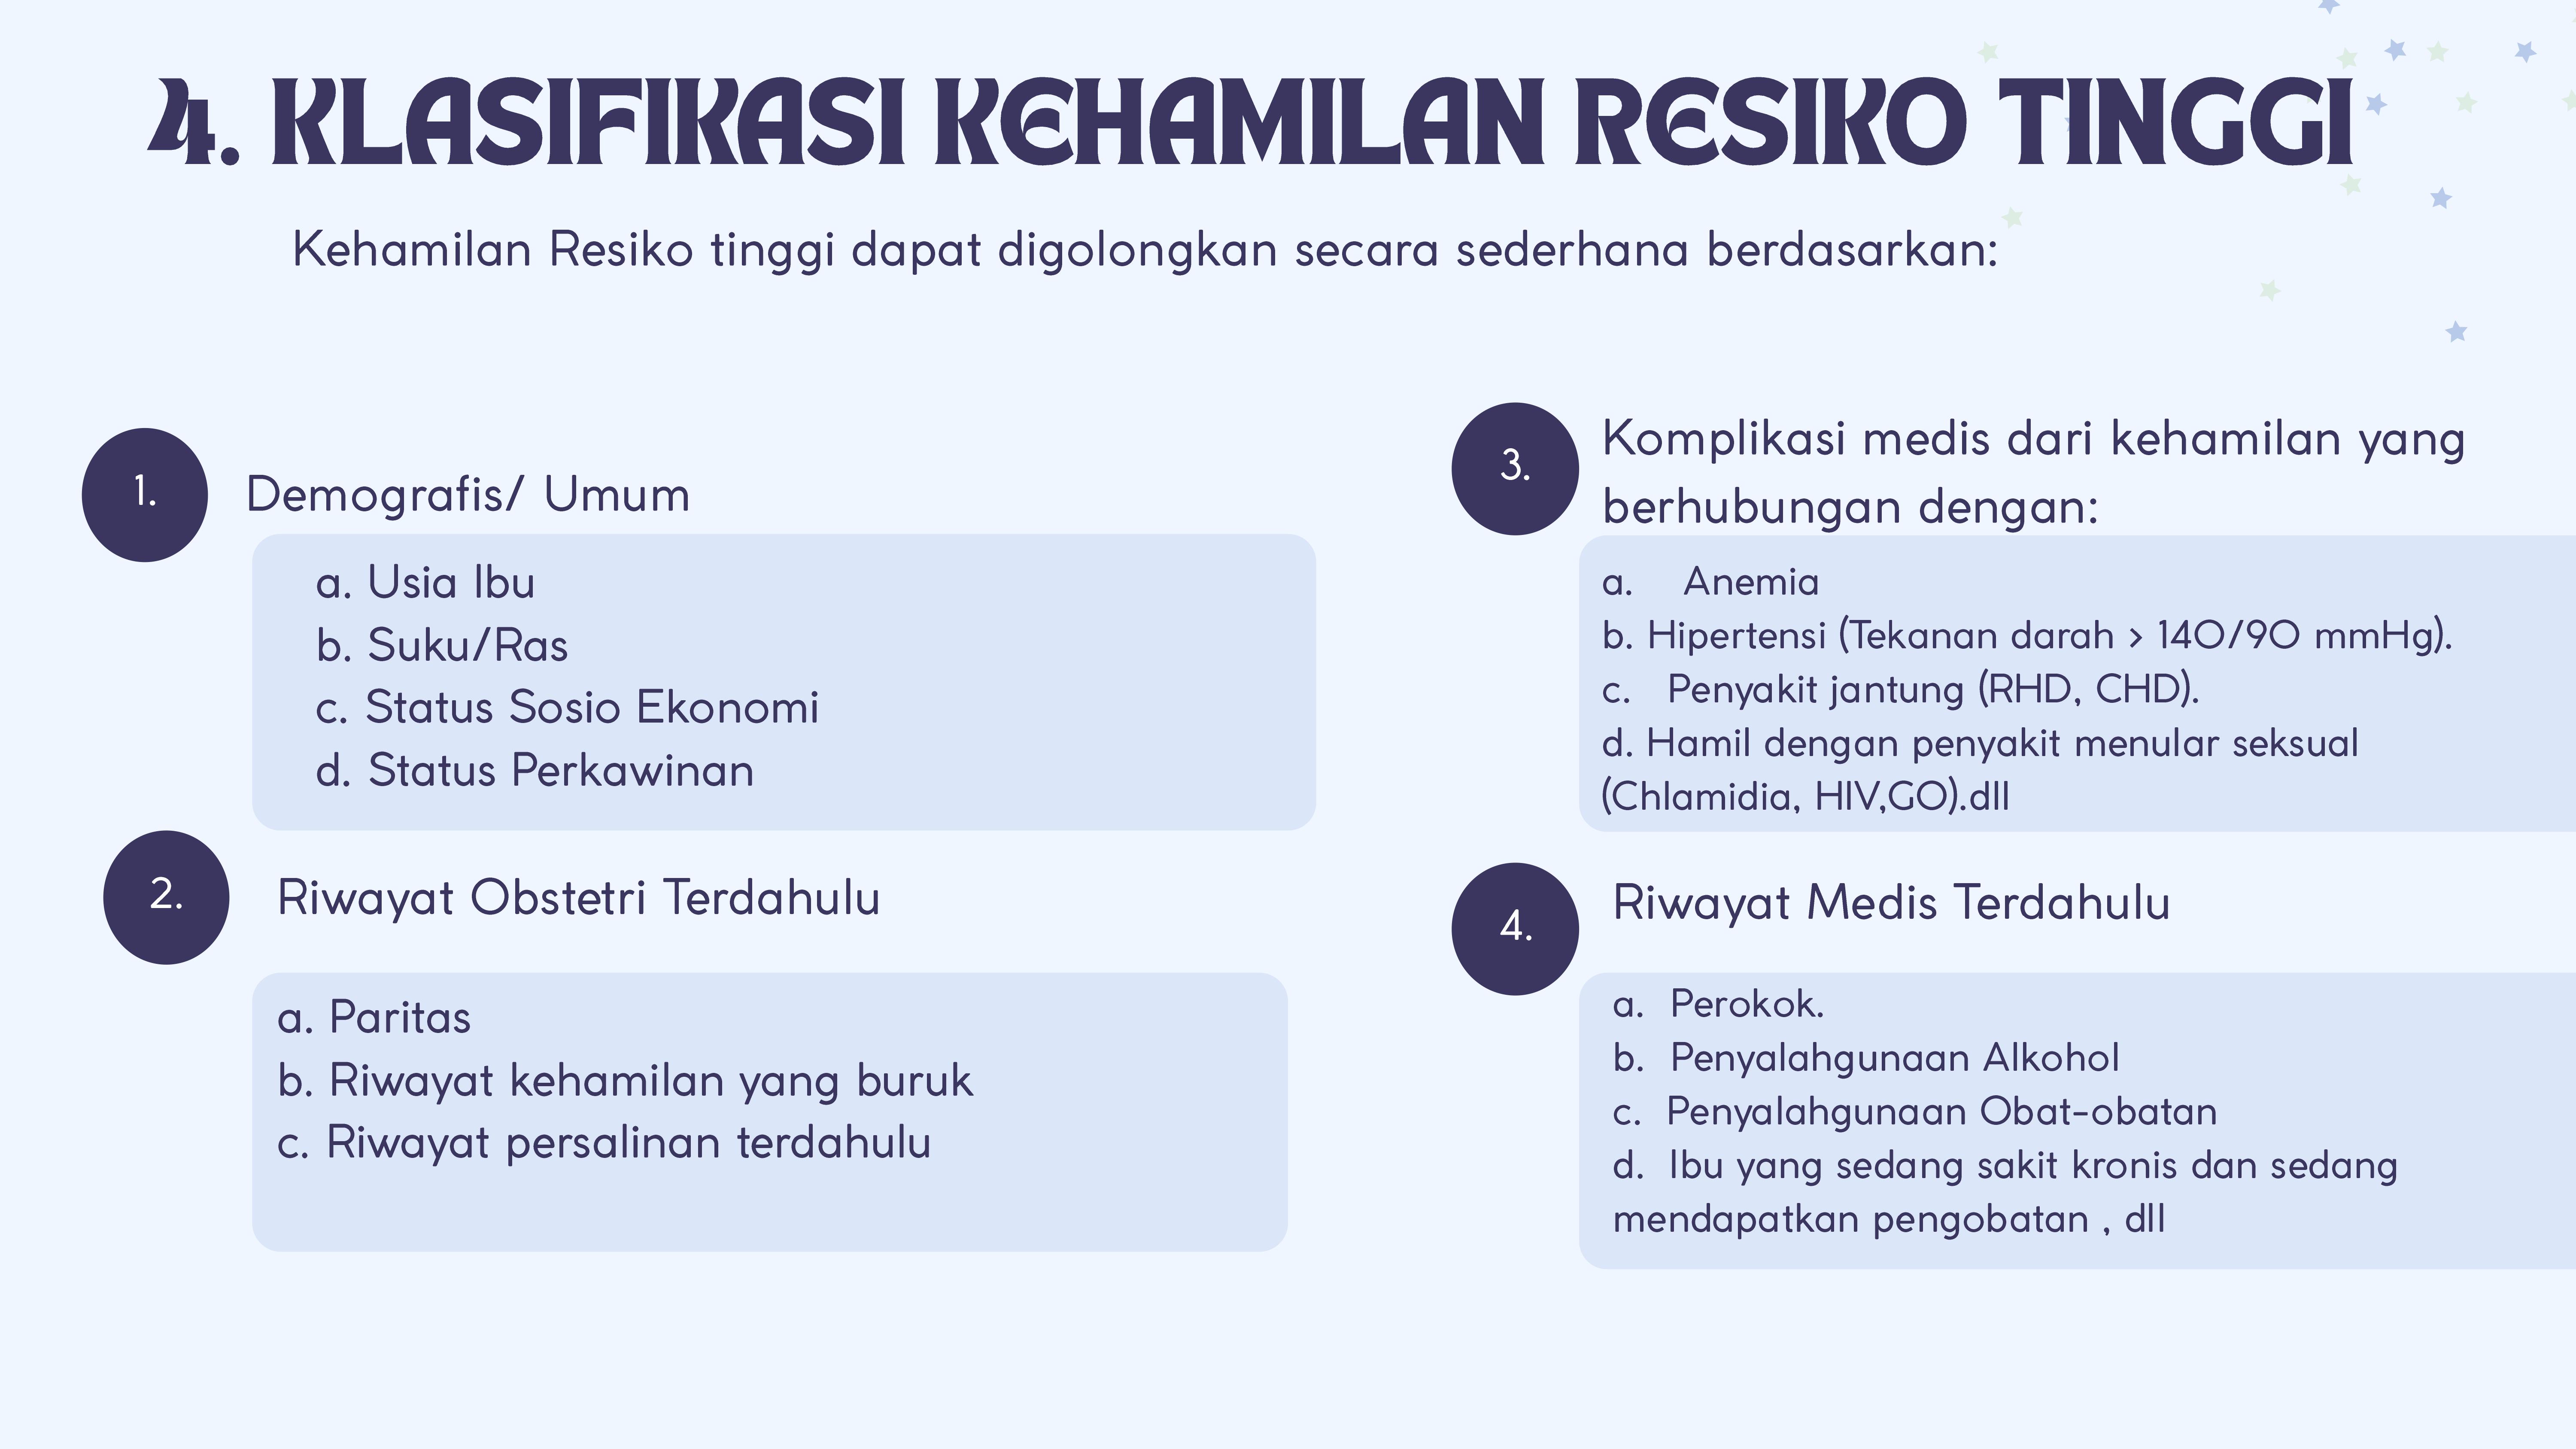 4. KLASIFIKASI KEHAMILAN RESIKO TINGGI
Kehamilan Resiko tinggi dapat digolongkan secara sederhana berdasarkan:
1.
Demografis/ Umum
a. Usia Ibu
b. Suku/Ras
c. Status Sosio Ekonomi
d. Status Perkawinan
2.
Riwayat Obstetri Terdahulu
a. Paritas
b. Riwayat kehamilan yang buruk
c. Riwayat persalinan terdahulu
3.
Komplikasi medis dari kehamilan yang
berhubungan dengan:
a. Anemia
b. Hipertensi (Tekanan darah > 140/90 mmHg).
c. Penyakit jantung (RHD, CHD).
d. Hamil dengan penyakit menular seksual
(Chlamidia, HIV,GO).dll
4.
Riwayat Medis Terdahulu
a. Perokok.
b. Penyalahgunaan Alkohol
c. Penyalahgunaan Obat-obatan
d. Ibu yang sedang sakit kronis dan sedang
mendapatkan pengobatan , dll